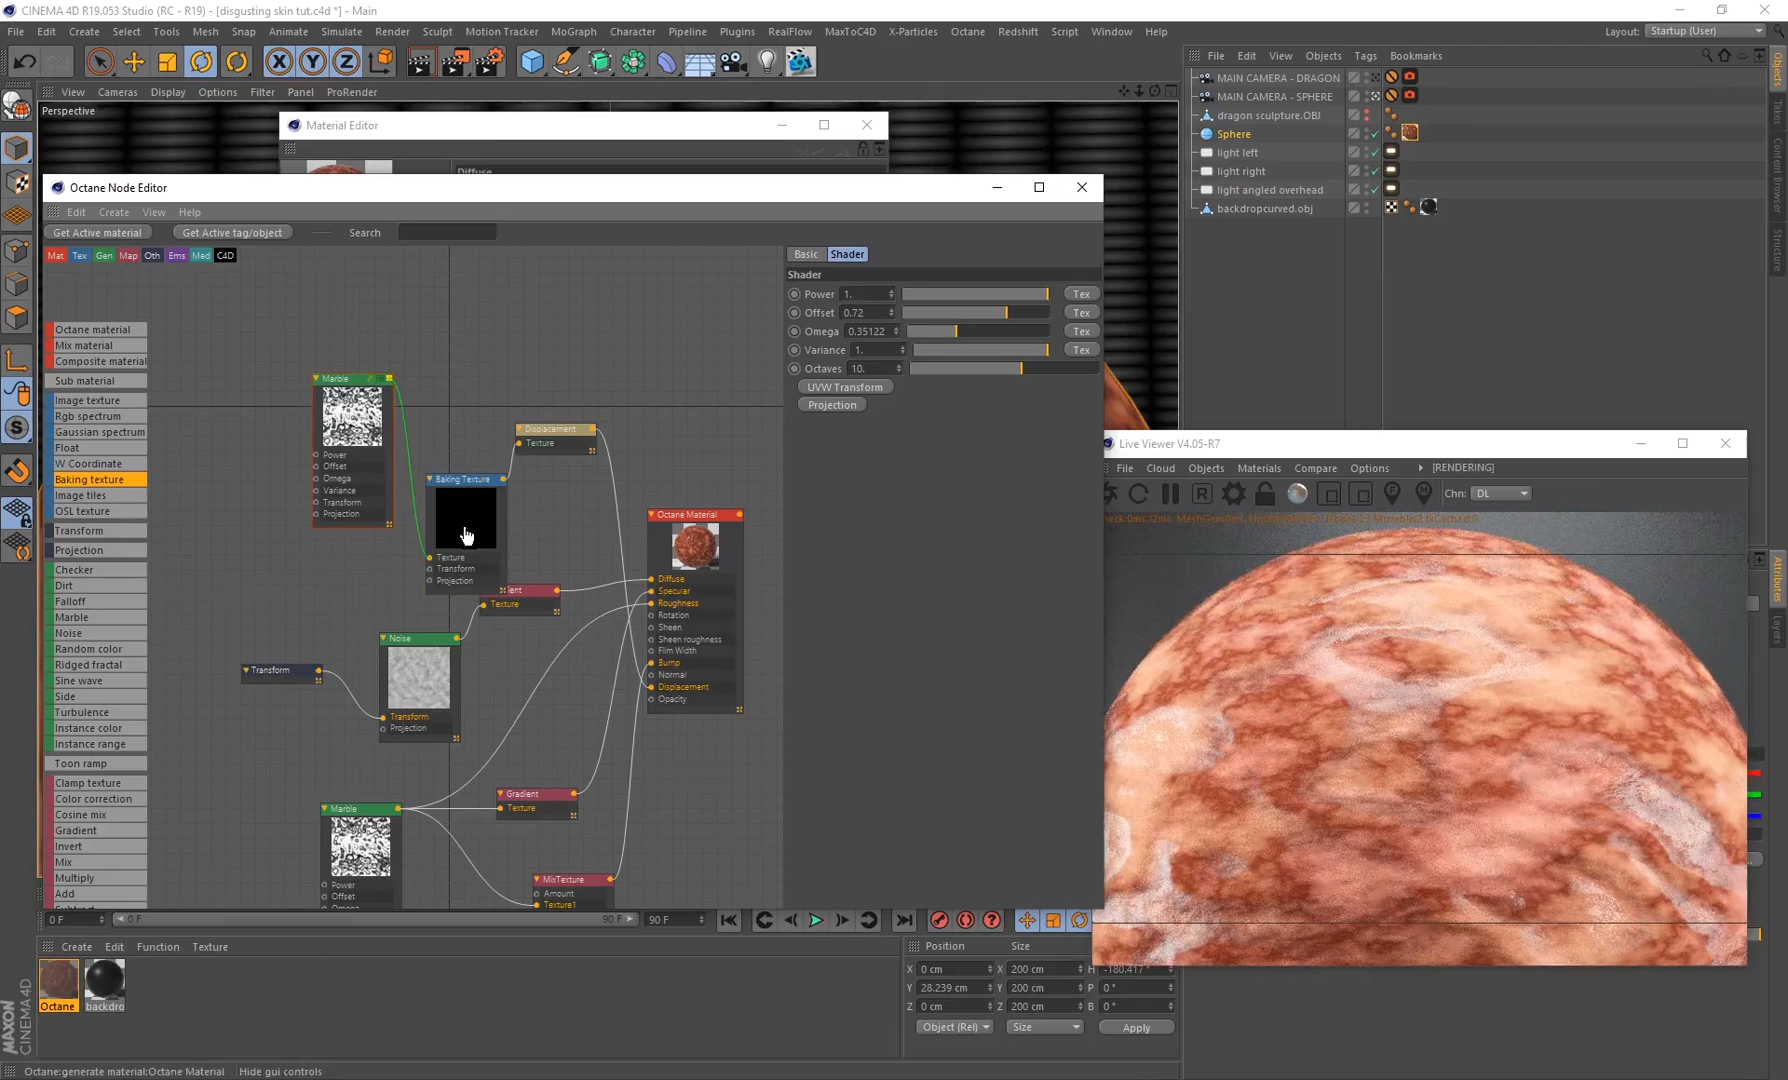 CINEMA 4D R19.053 Studio (RC - R19) - [disgusting skin tut.c4d *] - Main
File Edit Create Select Tools Mesh Snap Animate Simulate Render Sculpt Motion Tracker MoGraph Character Pipeline Plugins RealFlow MaxToC4D X-Particles Octane Redshift Script Window Help
Layout: Startup (User)
File Edit View Objects Tags Bookmarks
View Cameras Display Options Filter Panel ProRender
Perspective
MAIN CAMERA - DRAGON
MAIN CAMERA - SPHERE
dragon sculpture.OBJ
Sphere
light left
light right
light angled overhead
backdropcurved.obj
Objects
Takes
Content Browser
Structure
Attributes
Layers
Material Editor
Diffuse
Octane Node Editor
Edit Create View Help
Get Active material Get Active tag/object Search
Mat Tex Gen Map Oth Ems Med C4D
Octane material
Mix material
Composite material
Sub material
Image texture
Rgb spectrum
Gaussian spectrum
Float
W Coordinate
Baking texture
Image tiles
OSL texture
Transform
Projection
Checker
Dirt
Falloff
Marble
Noise
Random color
Ridged fractal
Sine wave
Side
Turbulence
Instance color
Instance range
Toon ramp
Clamp texture
Color correction
Cosine mix
Gradient
Invert
Mix
Multiply
Add
Marble
Power
Offset
Omega
Variance
Transform
Projection
Displacement
Texture
Baking Texture
Texture
Transform
Projection
ient
Texture
Octane Material
Diffuse
Specular
Roughness
Rotation
Sheen
Sheen roughness
Film Width
Bump
Normal
Displacement
Opacity
Noise
Transform
Projection
Transform
Gradient
Texture
Marble
Power
Offset
MixTexture
Amount
Texture1
Basic Shader
Shader
Power 1. Tex
Offset 0.72 Tex
Omega 0.35122 Tex
Variance 1. Tex
Octaves 10.
UVW Transform
Projection
Live Viewer V4.05-R7
File Cloud Objects Materials Compare Options [RENDERING]
R
Chn: DL
0 F 0 F 90 F 90 F
Create Edit Function Texture
Octane backdro
Position Size
X 0 cm X 200 cm H -180.417 °
Y 28.239 cm Y 200 cm P 0 °
Z 0 cm Z 200 cm B 0 °
Object (Rel) Size Apply
MAXON
CINEMA 4D
Octane:generate material:Octane Material Hide gui controls